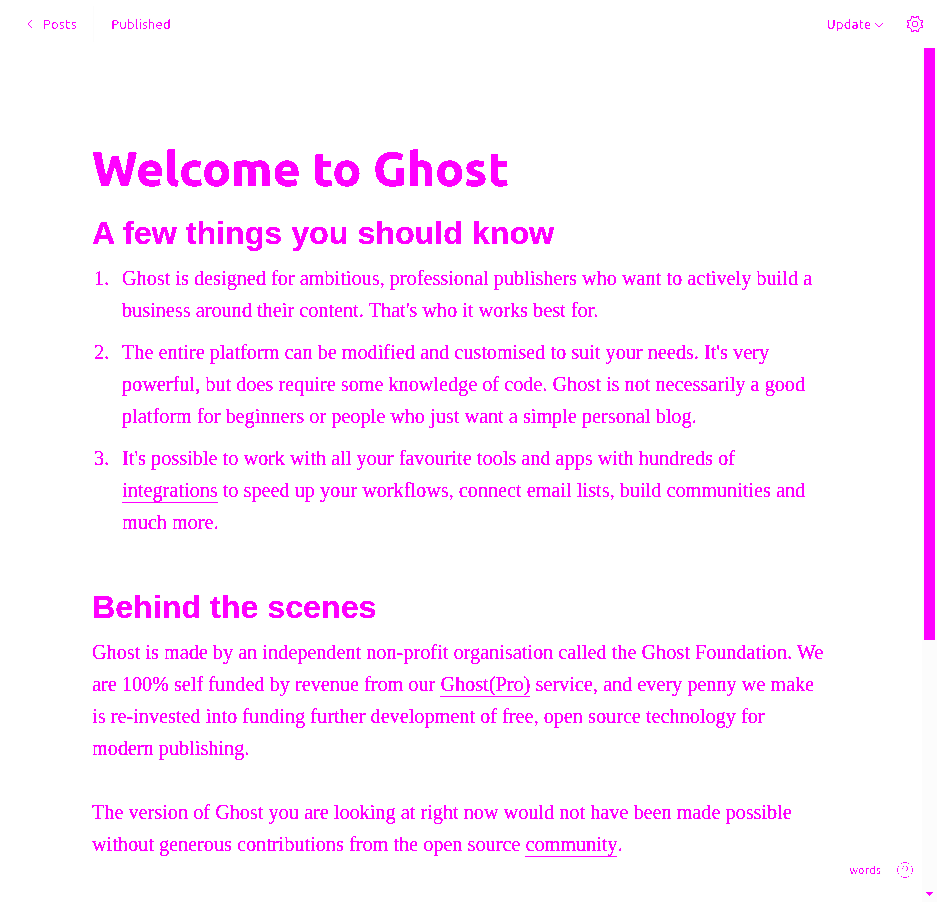 Posts
Published
Update
Welcome to Ghost
A few things you should know
1. Ghost is designed for ambitious, professional publishers who want to actively build a
business around their content. That's who it works best for.
2. The entire platform can be modified and customised to suit your needs. It's very
powerful, but does require some knowledge of code. Ghost is not necessarily a good
platform for beginners or people who just want a simple personal blog.
3. It's possible to work with all your favourite tools and apps with hundreds of
integrations to speed up your workflows, connect email lists, build communities and
much more.
Behind the scenes
Ghost is made by an independent non-profit organisation called the Ghost Foundation. We
are 100% self funded by revenue from our Ghost(Pro) service, and every penny we make
is re-invested into funding further development of free, open source technology for
modern publishing.
The version of Ghost you are looking at right now would not have been made possible
without generous contributions from the open source community.
words
?